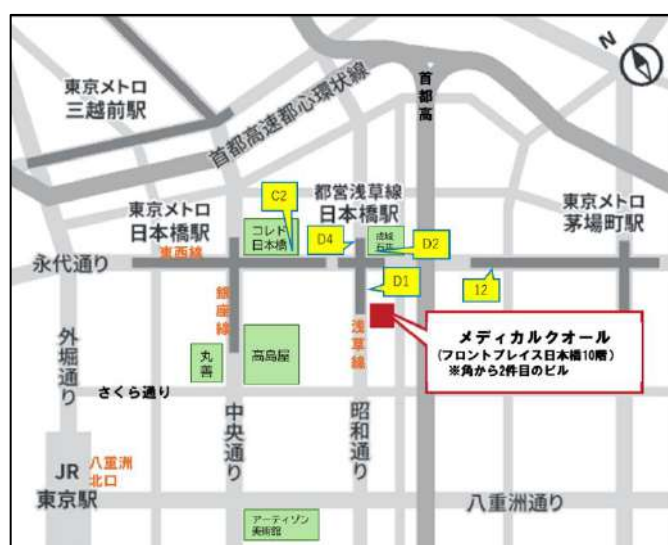 N
東京メトロ
三越前駅
首都高速都心環状線
首都高
東京メトロ
日本橋駅
東西線
C2
コレド
日本橋
都営浅草線
日本橋駅
D4
成城
石井
D2
東京メトロ
茅場町駅
永代通り
D1
12
銀座線
浅草線
メディカルクオール
(フロントプレイス日本橋10階)
※角から2件目のビル
外堀通り
丸善
高島屋
さくら通り
中央通り
昭和通り
JR
東京駅
八重洲
北口
八重洲通り
アーティゾン
美術館